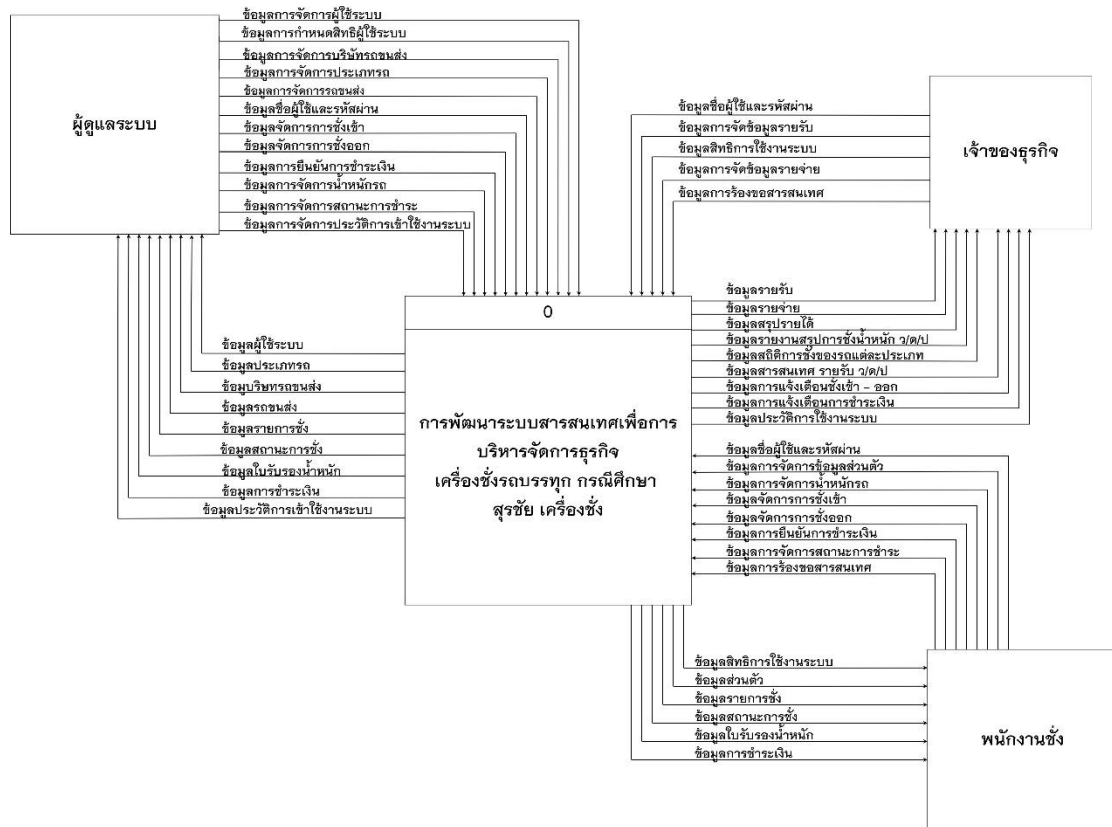 ผู้ดูแลระบบ
ข้อมูลการจัดการผู้ใช้ระบบ
ข้อมูลการกำหนดสิทธิผู้ใช้ระบบ
ข้อมูลการจัดการบริษัทรถขนส่ง
ข้อมูลการจัดการประเภทรถ
ข้อมูลการจัดการรถขนส่ง
ข้อมูลชื่อผู้ใช้และรหัสผ่าน
ข้อมูลจัดการการชั่งเข้า
ข้อมูลจัดการการชั่งออก
ข้อมูลการยืนยันการชำระเงิน
ข้อมูลการจัดการน้ำหนักรถ
ข้อมูลการจัดการสถานะการชำระ
ข้อมูลการจัดการประวัติการเข้าใช้งานระบบ
เจ้าของธุรกิจ
ข้อมูลชื่อผู้ใช้และรหัสผ่าน
ข้อมูลการจัดข้อมูลรายรับ
ข้อมูลสิทธิการใช้งานระบบ
ข้อมูลการจัดข้อมูลรายจ่าย
ข้อมูลการร้องขอสารสนเทศ
0
การพัฒนาระบบสารสนเทศเพื่อการ
บริหารจัดการธุรกิจ
เครื่องชั่งรถบรรทุก กรณีศึกษา
สุรชัย เครื่องชั่ง
ข้อมูลผู้ใช้ระบบ
ข้อมูลประเภทรถ
ข้อมูบริษทรถขนส่ง
ข้อมูลรถขนส่ง
ข้อมูลรายการชั่ง
ข้อมูลสถานะการชั่ง
ข้อมูลใบรับรองน้ำหนัก
ข้อมูลการชำระเงิน
ข้อมูลประวัติการเข้าใช้งานระบบ
ข้อมูลรายรับ
ข้อมูลรายจ่าย
ข้อมูลสรุปรายได้
ข้อมูลรายงานสรุปการชั่งน้ำหนัก ว/ด/ป
ข้อมูลสถิติการชั่งของรถแต่ละประเภท
ข้อมูลสารสนเทศ รายรับ ว/ด/ป
ข้อมูลการแจ้งเตือนชั่งเช้า – ออก
ข้อมูลการแจ้งเตือนการชำระเงิน
ข้อมูลประวัติการใช้งานระบบ
ข้อมูลชื่อผู้ใช้และรหัสผ่าน
ข้อมูลการจัดการข้อมูลส่วนตัว
ข้อมูลการจัดการน้ำหนักรถ
ข้อมูลจัดการการชั่งเข้า
ข้อมูลจัดการการชั่งออก
ข้อมูลการยืนยันการชำระเงิน
ข้อมูลการจัดการสถานะการชำระ
ข้อมูลการร้องขอสารสนเทศ
ข้อมูลสิทธิการใช้งานระบบ
ข้อมูลส่วนตัว
ข้อมูลรายการชั่ง
ข้อมูลสถานะการชั่ง
ข้อมูลใบรับรองน้ำหนัก
ข้อมูลการชำระเงิน
พนักงานชั่ง